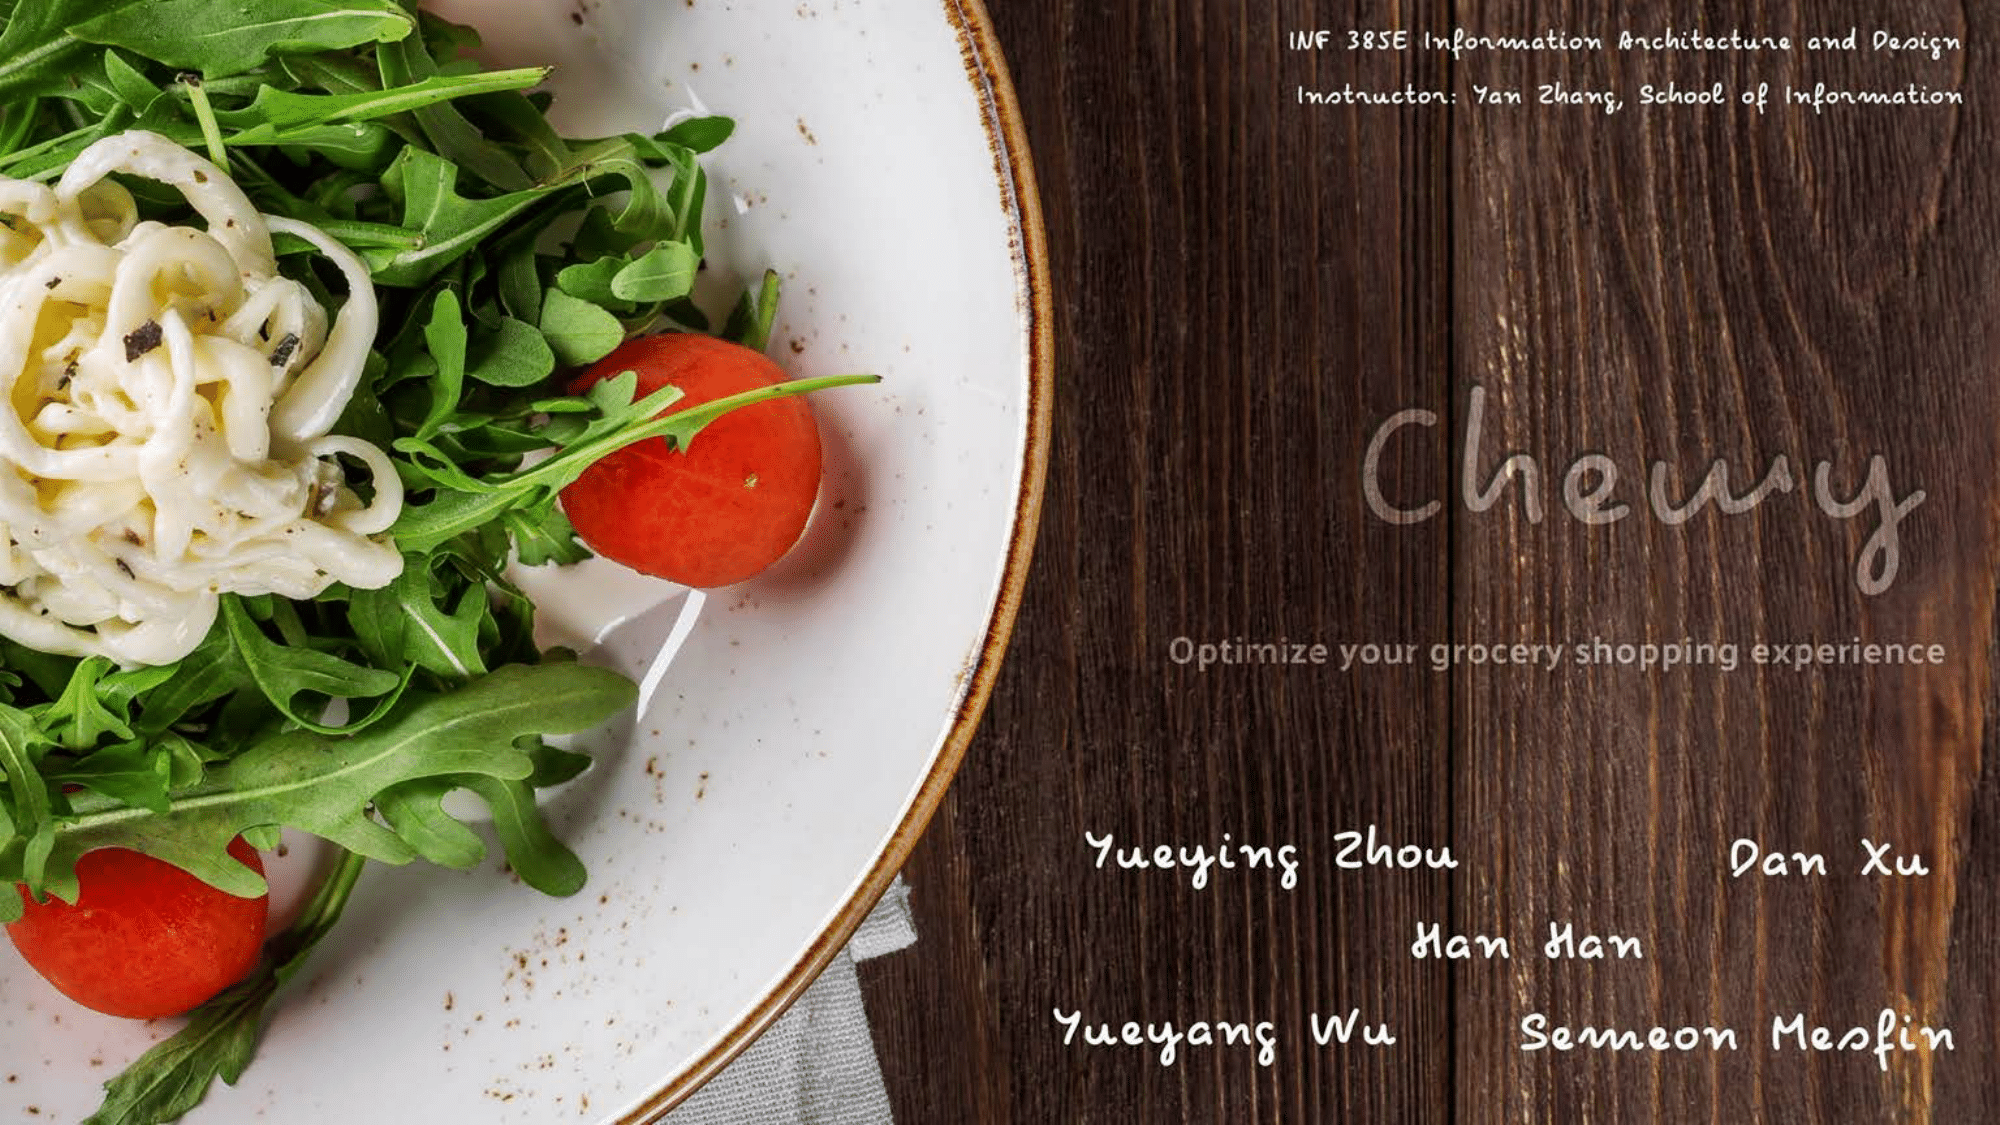 INF 385E Information Architecture and Design
Instructor: Yan Zhang, School of Information
Chewy
Optimize your grocery shopping experience
Yueying Zhou
Dan Xu
Han Han
Yueyang Wu
Semeon Mesfin